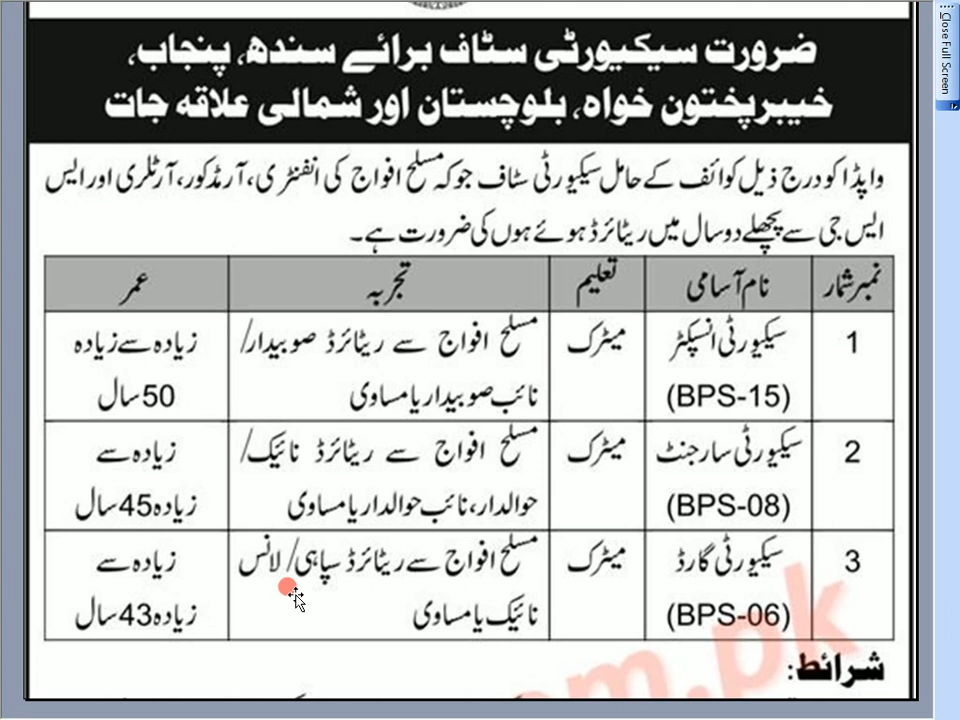 ضرورت سیکیورٹی سٹاف برائے سندھ، پنجاب،
خیبرپختون خواہ، بلوچستان اور شمالی علاقہ جات
واپڈا کو درج ذیل کوائف کے حامل سیکیورٹی سٹاف جو کہ مسلح افواج کی انفنٹری، آرمڈ کور، آرٹلری اور ایس
ایس جی سے پچھلے دو سال میں ریٹائرڈ ہوئے ہوں کی ضرورت ہے۔
نمبر شمار نام آسامی تعلیم تجربہ عمر
1 سیکیورٹی انسپکٹر میٹرک مسلح افواج سے ریٹائرڈ صوبیدار/ زیادہ سے زیادہ
(BPS-15) نائب صوبیدار یا مساوی 50 سال
2 سیکیورٹی سارجنٹ میٹرک مسلح افواج سے ریٹائرڈ نائیک/ زیادہ سے
(BPS-08) حوالدار، نائب حوالدار یا مساوی زیادہ 45 سال
3 سیکیورٹی گارڈ میٹرک مسلح افواج سے ریٹائرڈ سپاہی/ لانس زیادہ سے
(BPS-06) نائیک یا مساوی زیادہ 43 سال
شرائط:
om.pk
Close Full Screen